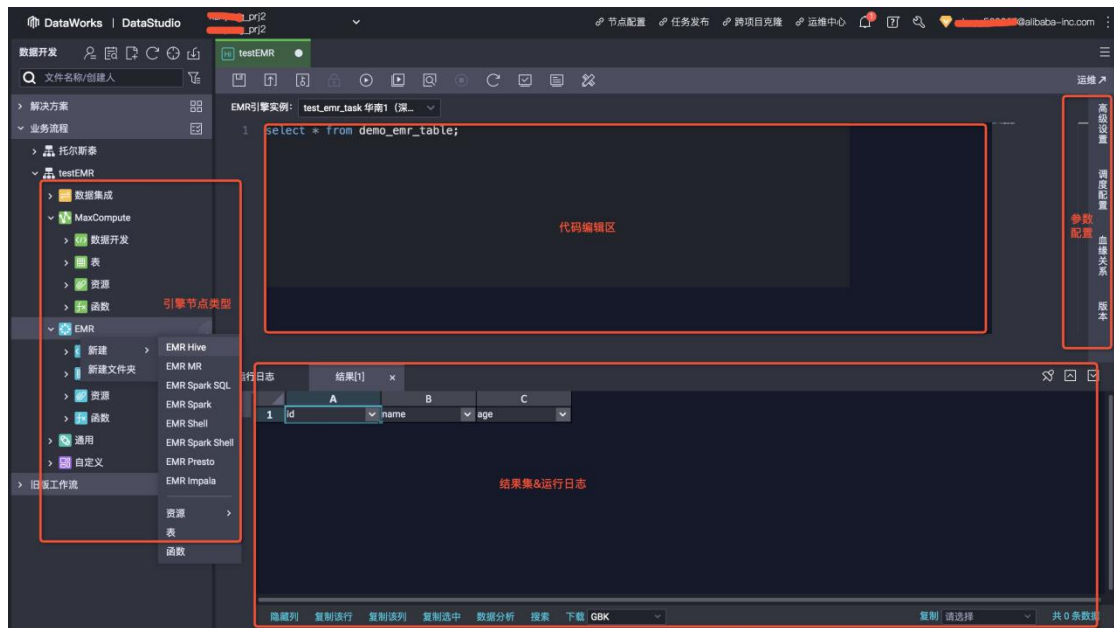 DataWorks | DataStudio
_prj2
_prj2
节点配置 任务发布 跨项目克隆 运维中心
@alibaba-inc.com
数据开发
Hi testEMR
文件名称/创建人
运维
解决方案
业务流程
托尔斯泰
testEMR
数据集成
MaxCompute
数据开发
表
资源
函数
引擎节点类型
EMR
新建
新建文件夹
资源
函数
通用
自定义
旧版工作流
EMR Hive
EMR MR
EMR Spark SQL
EMR Spark
EMR Shell
EMR Spark Shell
EMR Presto
EMR Impala
资源
表
函数
EMR引擎实例: test_emr_task 华南1 (深...
1 select * from demo_emr_table;
代码编辑区
高级设置
调度配置
参数
配置
血缘关系
版本
行日志 结果[1] ×
A B C
1 id name age
结果集&运行日志
隐藏列 复制该行 复制该列 复制选中 数据分析 搜索 下载 GBK
复制 请选择 共 0 条数据